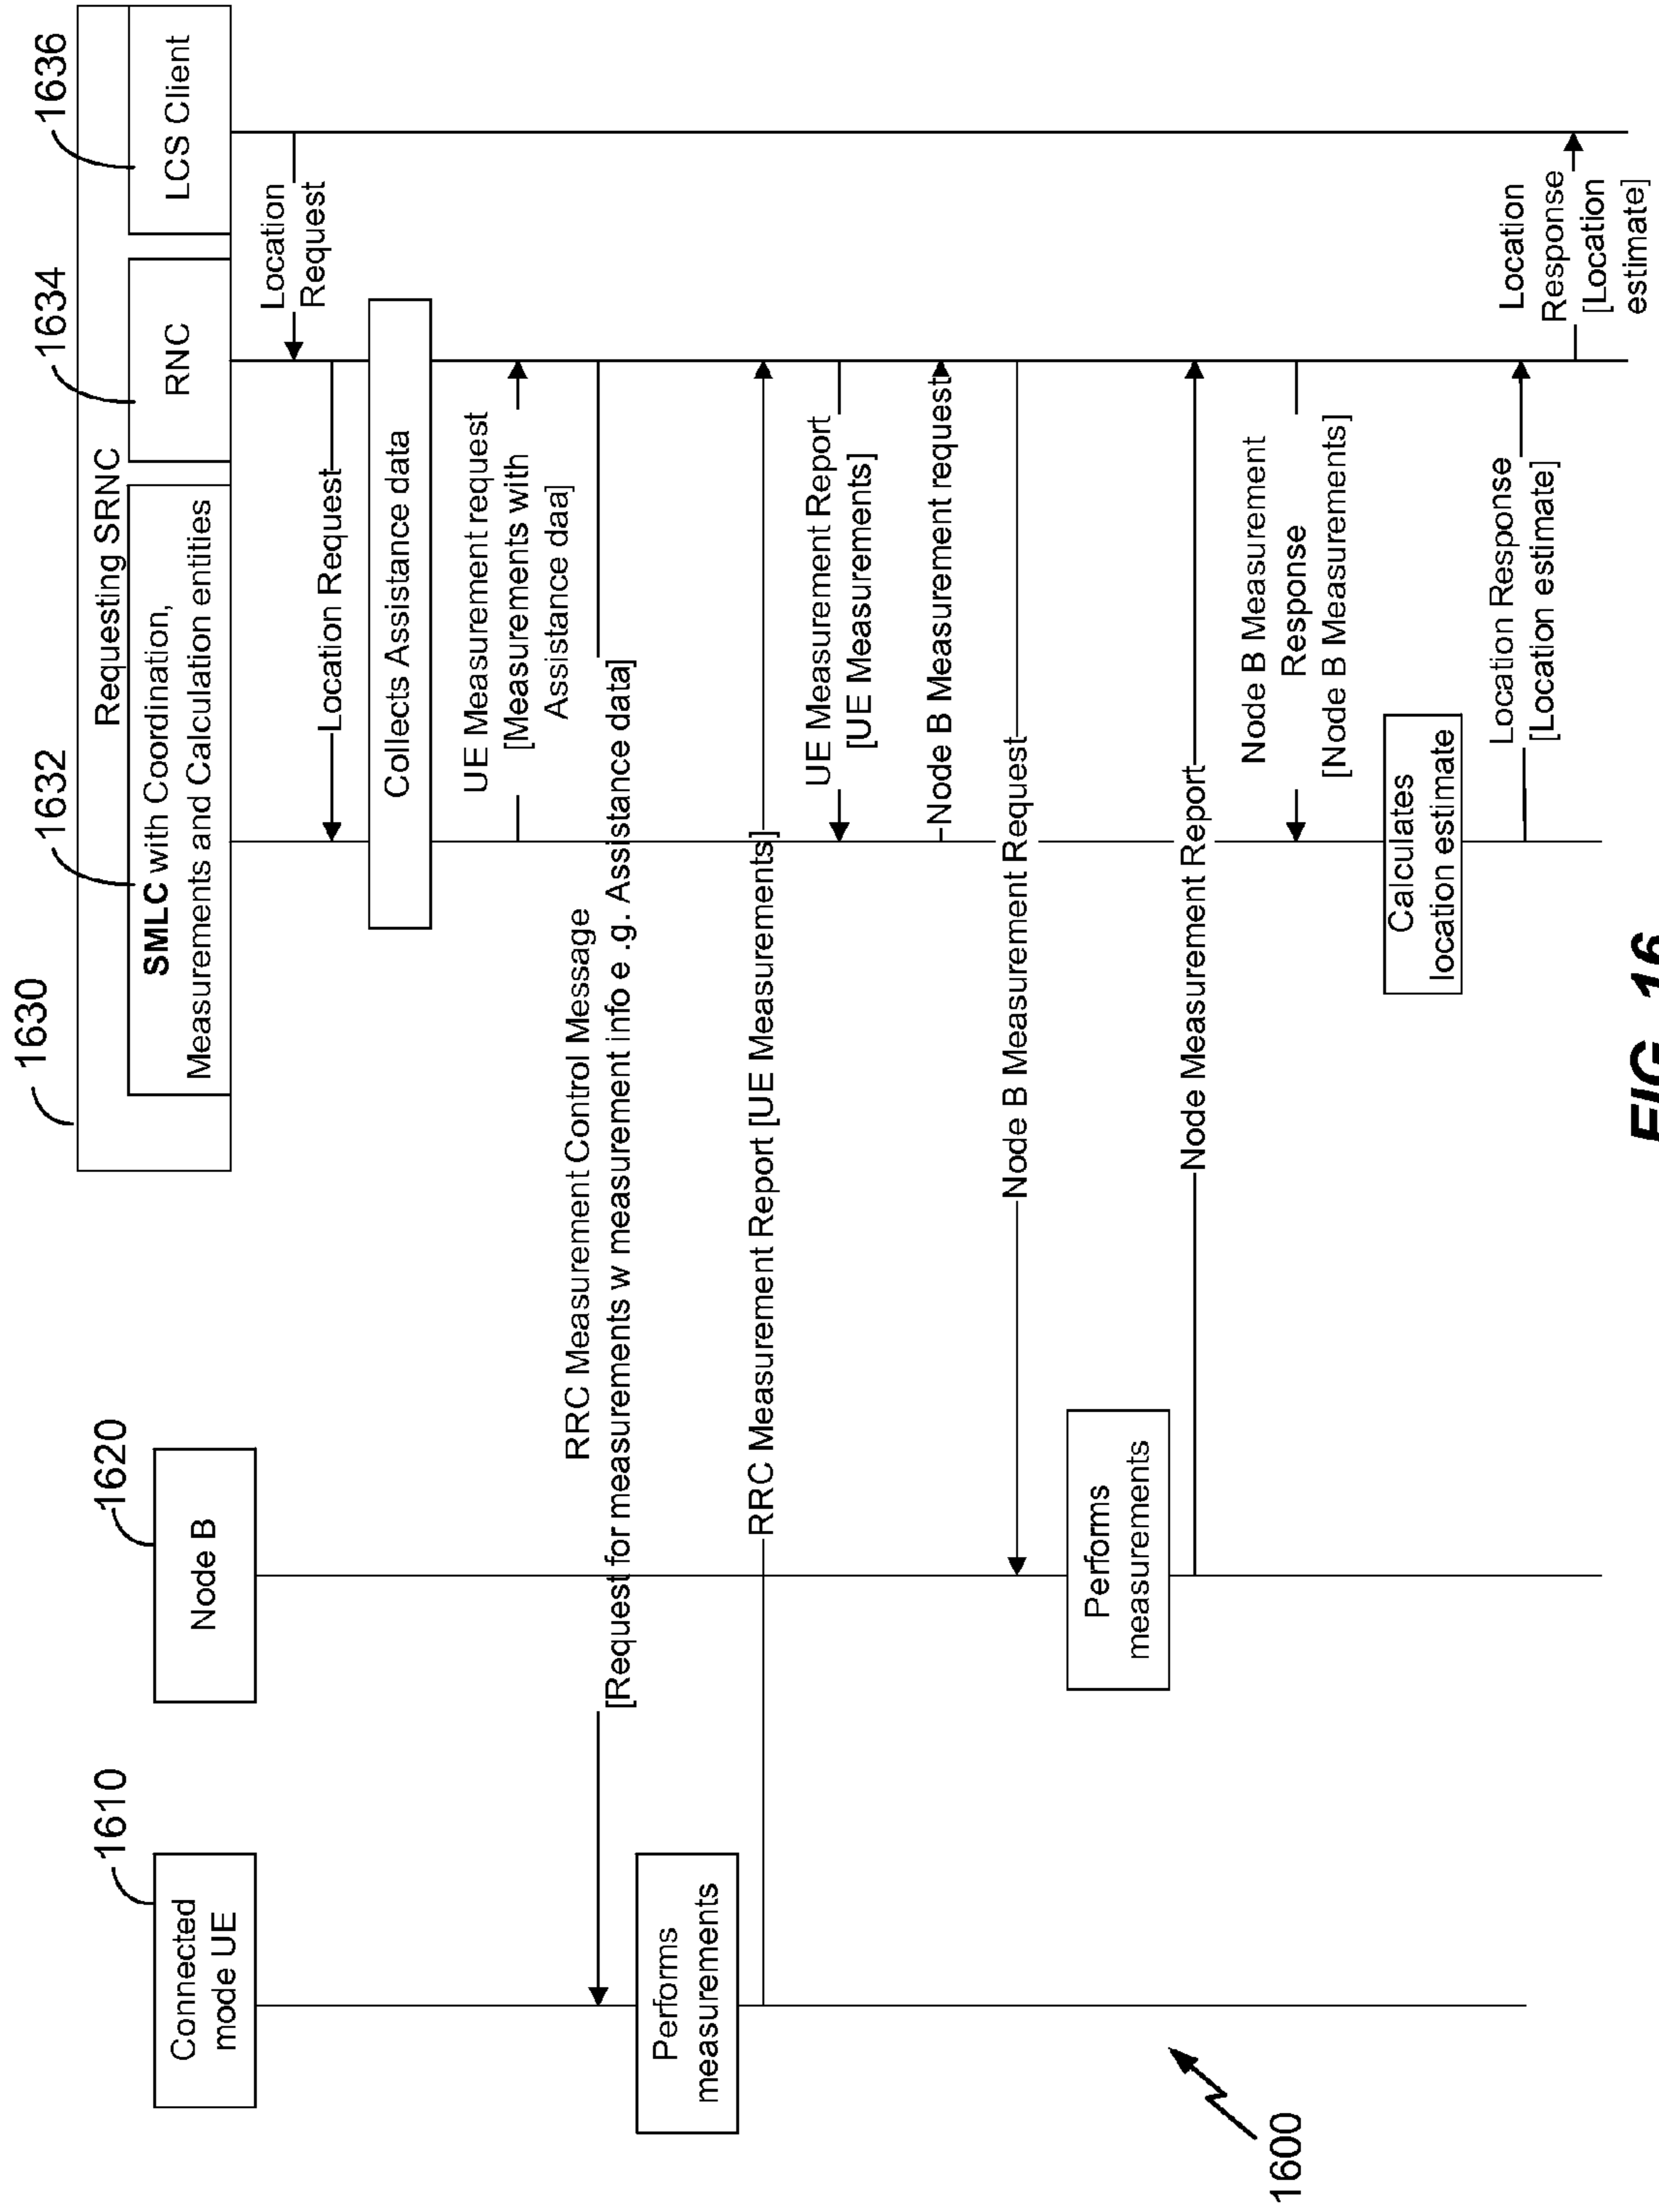 1630
1632
1634
1636
Requesting SRNC
SMLC with Coordination,
Measurements and Calculation entities
RNC
LCS Client
1610
1620
Connected
mode UE
Node B
Location
Request
Location Request
Collects Assistance data
UE Measurement request
[Measurements with
Assistance daa]
RRC Measurement Control Message
[Request for measurements w measurement info e .g. Assistance data]
Performs
measurements
RRC Measurement Report [UE Measurements]
UE Measurement Report
[UE Measurements]
Node B Measurement request
Node B Measurement Request
Performs
measurements
Node Measurement Report
Node B Measurement
Response
[Node B Measurements]
Calculates
location estimate
Location Response
[Location estimate]
Location
Response
[Location
estimate]
1600
FIG. 16